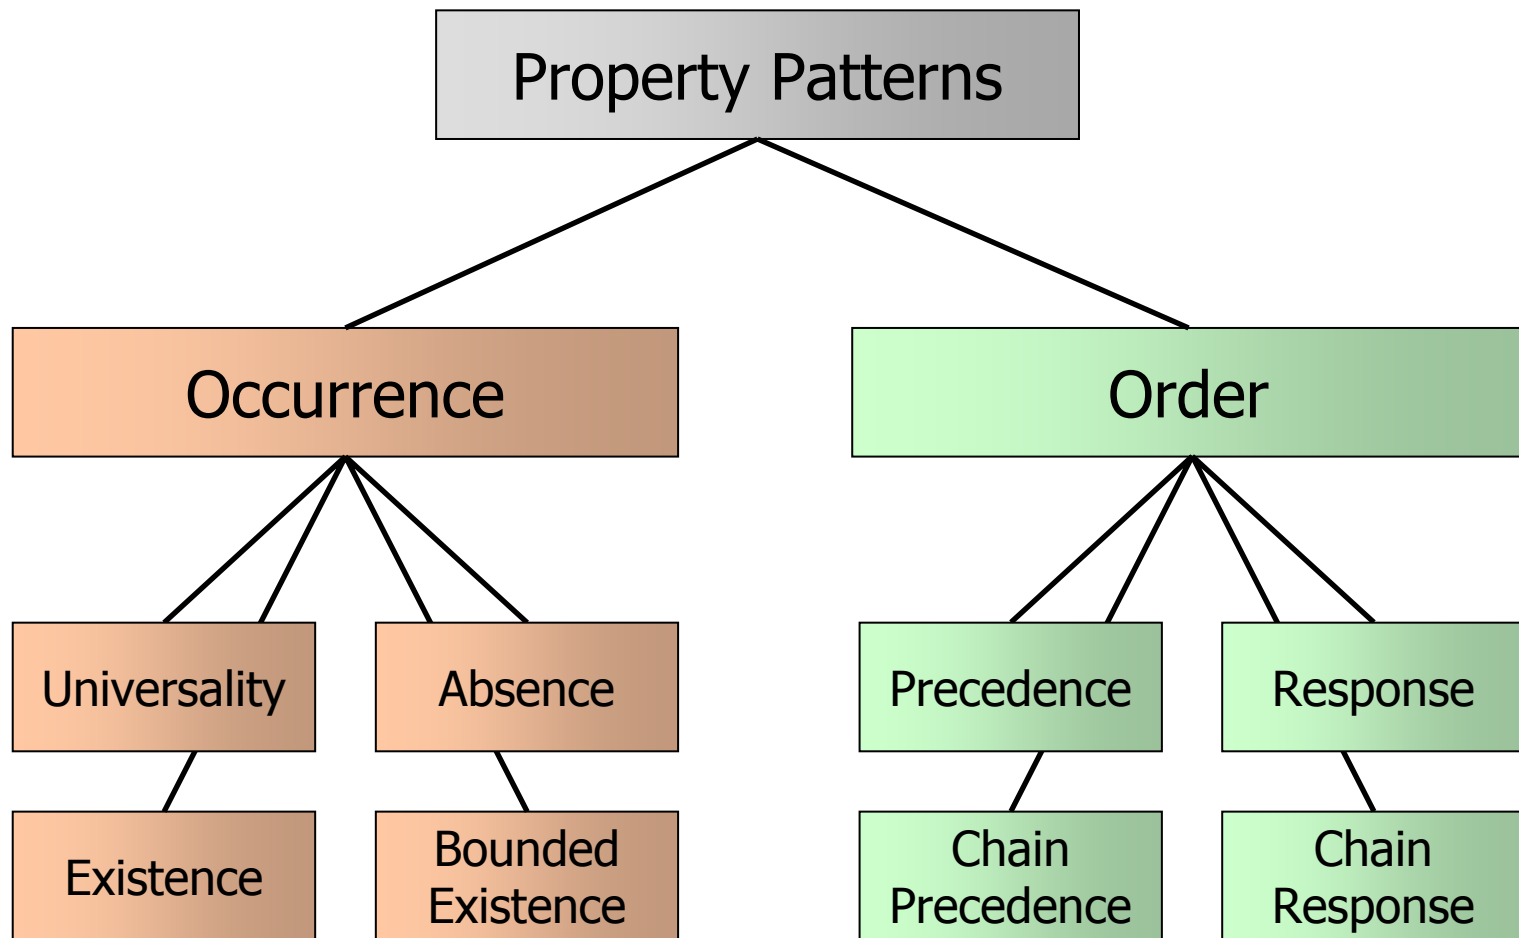 Property Patterns
Occurrence
Order
Universality
Absence
Precedence
Response
Existence
Bounded
Existence
Chain
Precedence
Chain
Response